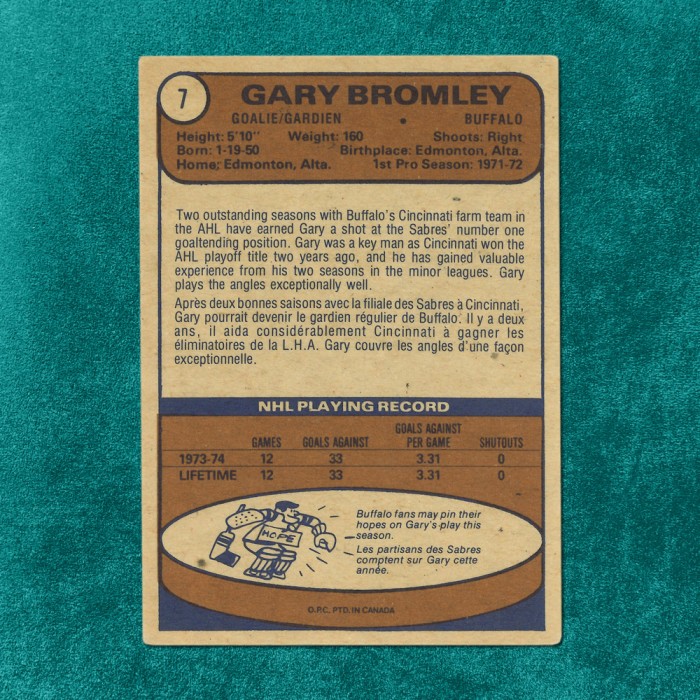 7
GARY BROMLEY
GOALIE/GARDIEN BUFFALO
Height: 5'10" Weight: 160 Shoots: Right
Born: 1-19-50 Birthplace: Edmonton, Alta.
Home: Edmonton, Alta. 1st Pro Season: 1971-72
Two outstanding seasons with Buffalo's Cincinnati farm team in
the AHL have earned Gary a shot at the Sabres' number one
goaltending position. Gary was a key man as Cincinnati won the
AHL playoff title two years ago, and he has gained valuable
experience from his two seasons in the minor leagues. Gary
plays the angles exceptionally well.
Après deux bonnes saisons avec la filiale des Sabres à Cincinnati,
Gary pourrait devenir le gardien régulier de Buffalo. Il y a deux
ans, il aida considérablement Cincinnati à gagner les
éliminatoires de la L.H.A. Gary couvre les angles d'une façon
exceptionnelle.
NHL PLAYING RECORD
GAMES GOALS AGAINST GOALS AGAINST PER GAME SHUTOUTS
1973-74 12 33 3.31 0
LIFETIME 12 33 3.31 0
HOPE
Buffalo fans may pin their
hopes on Gary's play this
season.
Les partisans des Sabres
comptent sur Gary cette
année.
O.P.C. PTD. IN CANADA